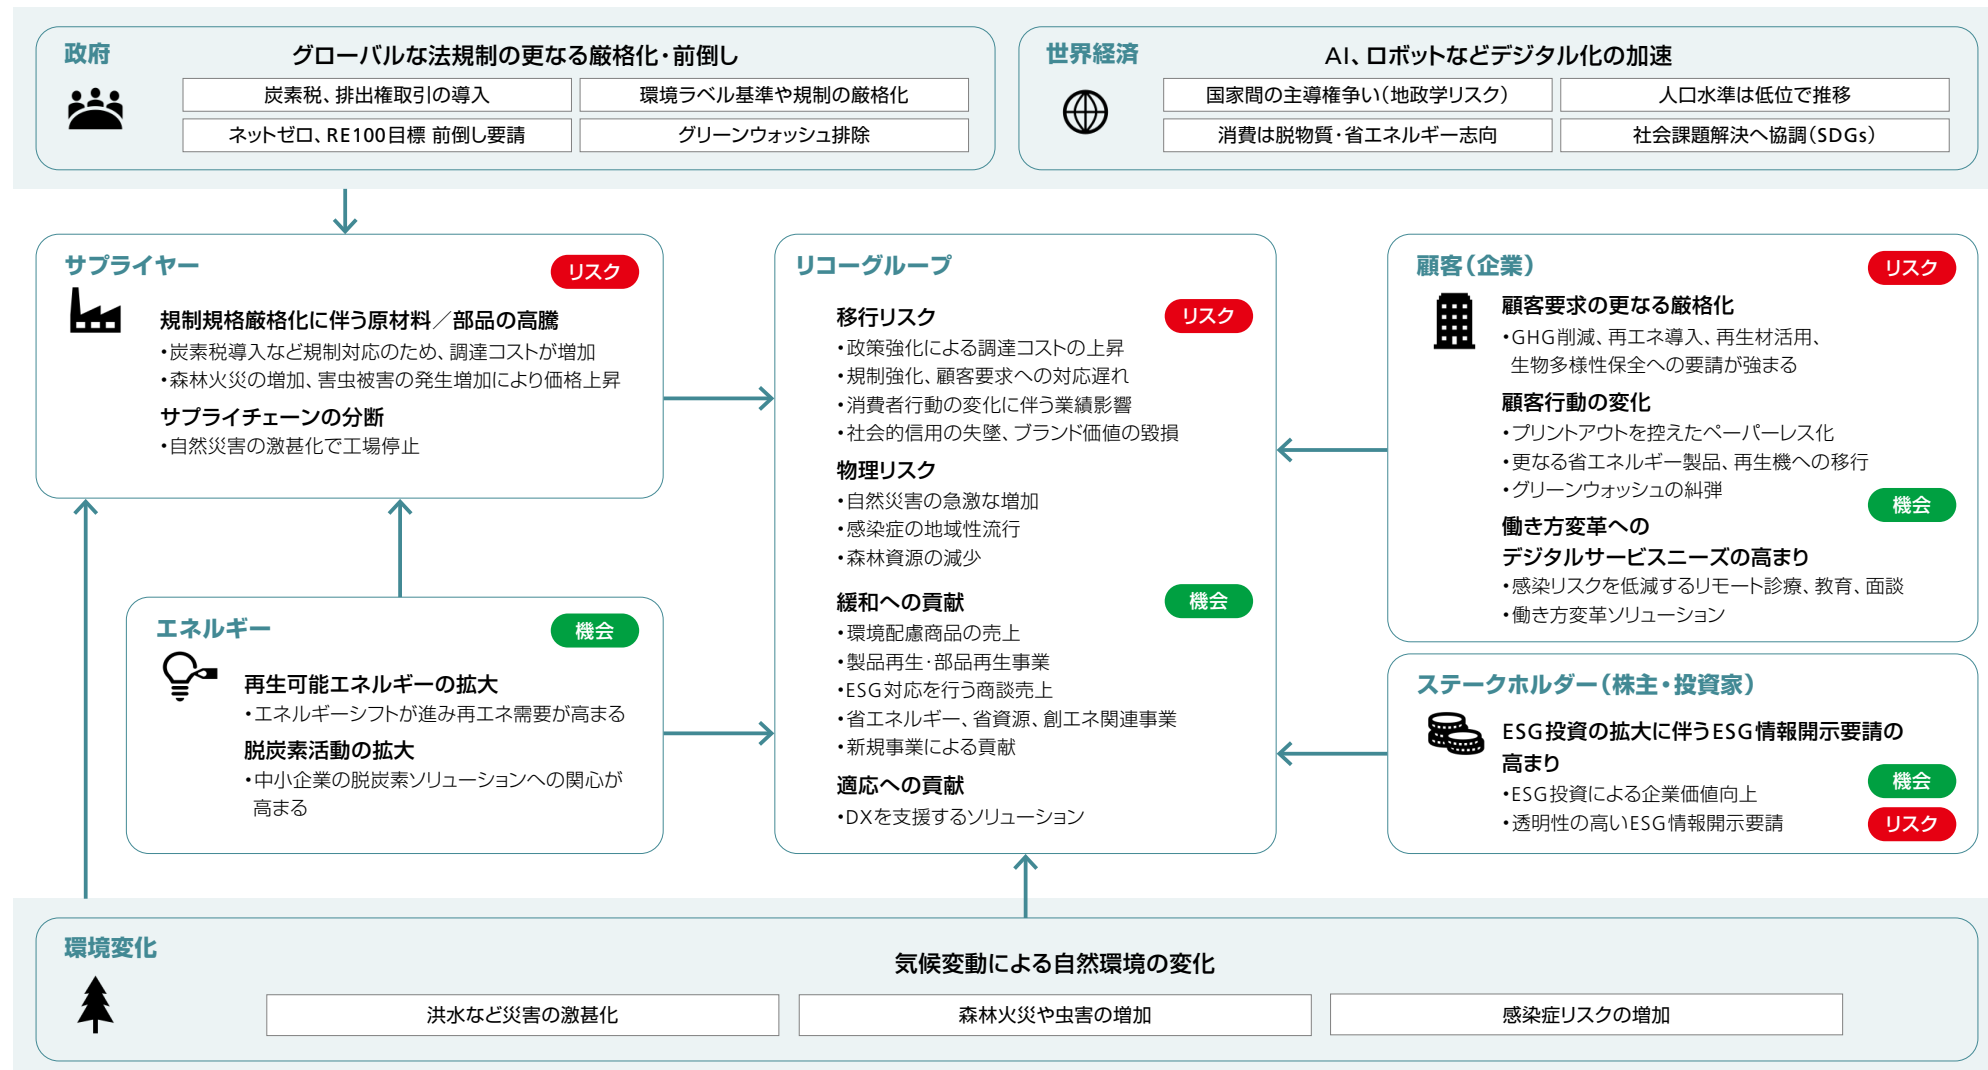 政府
グローバルな法規制の更なる厳格化・前倒し
炭素税、排出権取引の導入
環境ラベル基準や規制の厳格化
ネットゼロ、RE100目標 前倒し要請
グリーンウォッシュ排除
世界経済
AI、ロボットなどデジタル化の加速
国家間の主導権争い(地政学リスク)
人口水準は低位で推移
消費は脱物質・省エネルギー志向
社会課題解決へ協調(SDGs)
サプライヤー
リスク
規制規格厳格化に伴う原材料／部品の高騰
・炭素税導入など規制対応のため、調達コストが増加
・森林火災の増加、害虫被害の発生増加により価格上昇
サプライチェーンの分断
・自然災害の激甚化で工場停止
エネルギー
機会
再生可能エネルギーの拡大
・エネルギーシフトが進み再エネ需要が高まる
脱炭素活動の拡大
・中小企業の脱炭素ソリューションへの関心が
高まる
リコーグループ
移行リスク
リスク
・政策強化による調達コストの上昇
・規制強化、顧客要求への対応遅れ
・消費者行動の変化に伴う業績影響
・社会的信用の失墜、ブランド価値の毀損
物理リスク
・自然災害の急激な増加
・感染症の地域性流行
・森林資源の減少
緩和への貢献
機会
・環境配慮商品の売上
・製品再生・部品再生事業
・ESG対応を行う商談売上
・省エネルギー、省資源、創エネ関連事業
・新規事業による貢献
適応への貢献
・DXを支援するソリューション
顧客(企業)
リスク
顧客要求の更なる厳格化
・GHG削減、再エネ導入、再生材活用、
生物多様性保全への要請が強まる
顧客行動の変化
・プリントアウトを控えたペーパーレス化
・更なる省エネルギー製品、再生機への移行
・グリーンウォッシュの糾弾
機会
働き方変革への
デジタルサービスニーズの高まり
・感染リスクを低減するリモート診療、教育、面談
・働き方変革ソリューション
ステークホルダー(株主・投資家)
ESG投資の拡大に伴うESG情報開示要請の
高まり
機会
・ESG投資による企業価値向上
・透明性の高いESG情報開示要請
リスク
環境変化
気候変動による自然環境の変化
洪水など災害の激甚化
森林火災や虫害の増加
感染症リスクの増加